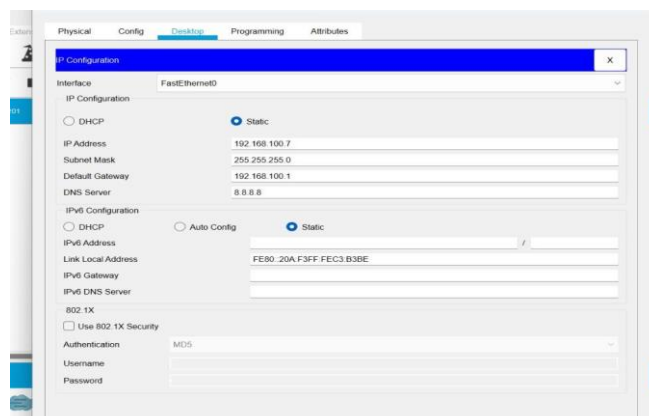 Physical Config Desktop Programming Attributes
IP Configuration X
Interface FastEthernet0
IP Configuration
DHCP Static
IP Address 192.168.100.7
Subnet Mask 255.255.255.0
Default Gateway 192.168.100.1
DNS Server 8.8.8.8
IPv6 Configuration
DHCP Auto Config Static
IPv6 Address /
Link Local Address FE80::20A:F3FF:FEC3:B3BE
IPv6 Gateway
IPv6 DNS Server
802.1X
Use 802.1X Security
Authentication MD5
Username
Password